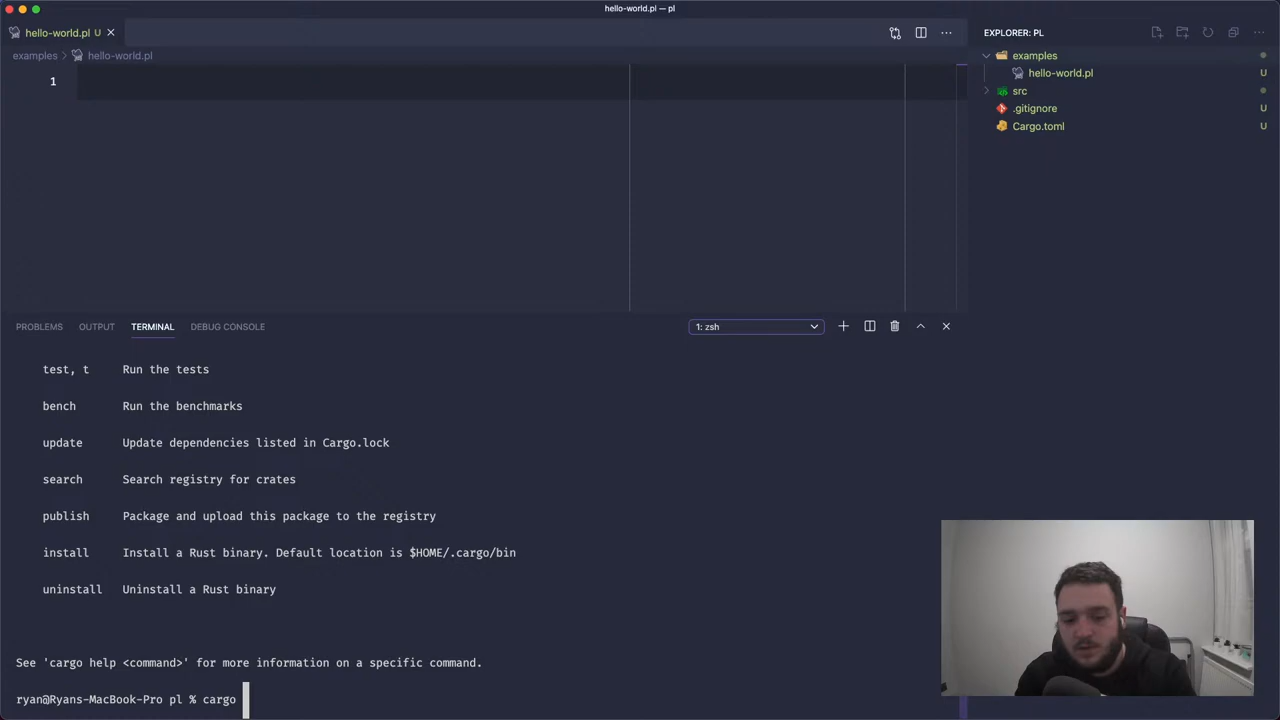 hello-world.pl — pl
hello-world.pl U
EXPLORER: PL
examples hello-world.pl
examples
hello-world.pl U
src
.gitignore U
Cargo.toml U
1
PROBLEMS OUTPUT TERMINAL DEBUG CONSOLE 1: zsh
test, t Run the tests
bench Run the benchmarks
update Update dependencies listed in Cargo.lock
search Search registry for crates
publish Package and upload this package to the registry
install Install a Rust binary. Default location is $HOME/.cargo/bin
uninstall Uninstall a Rust binary
See 'cargo help <command>' for more information on a specific command.
ryan@Ryans-MacBook-Pro pl % cargo